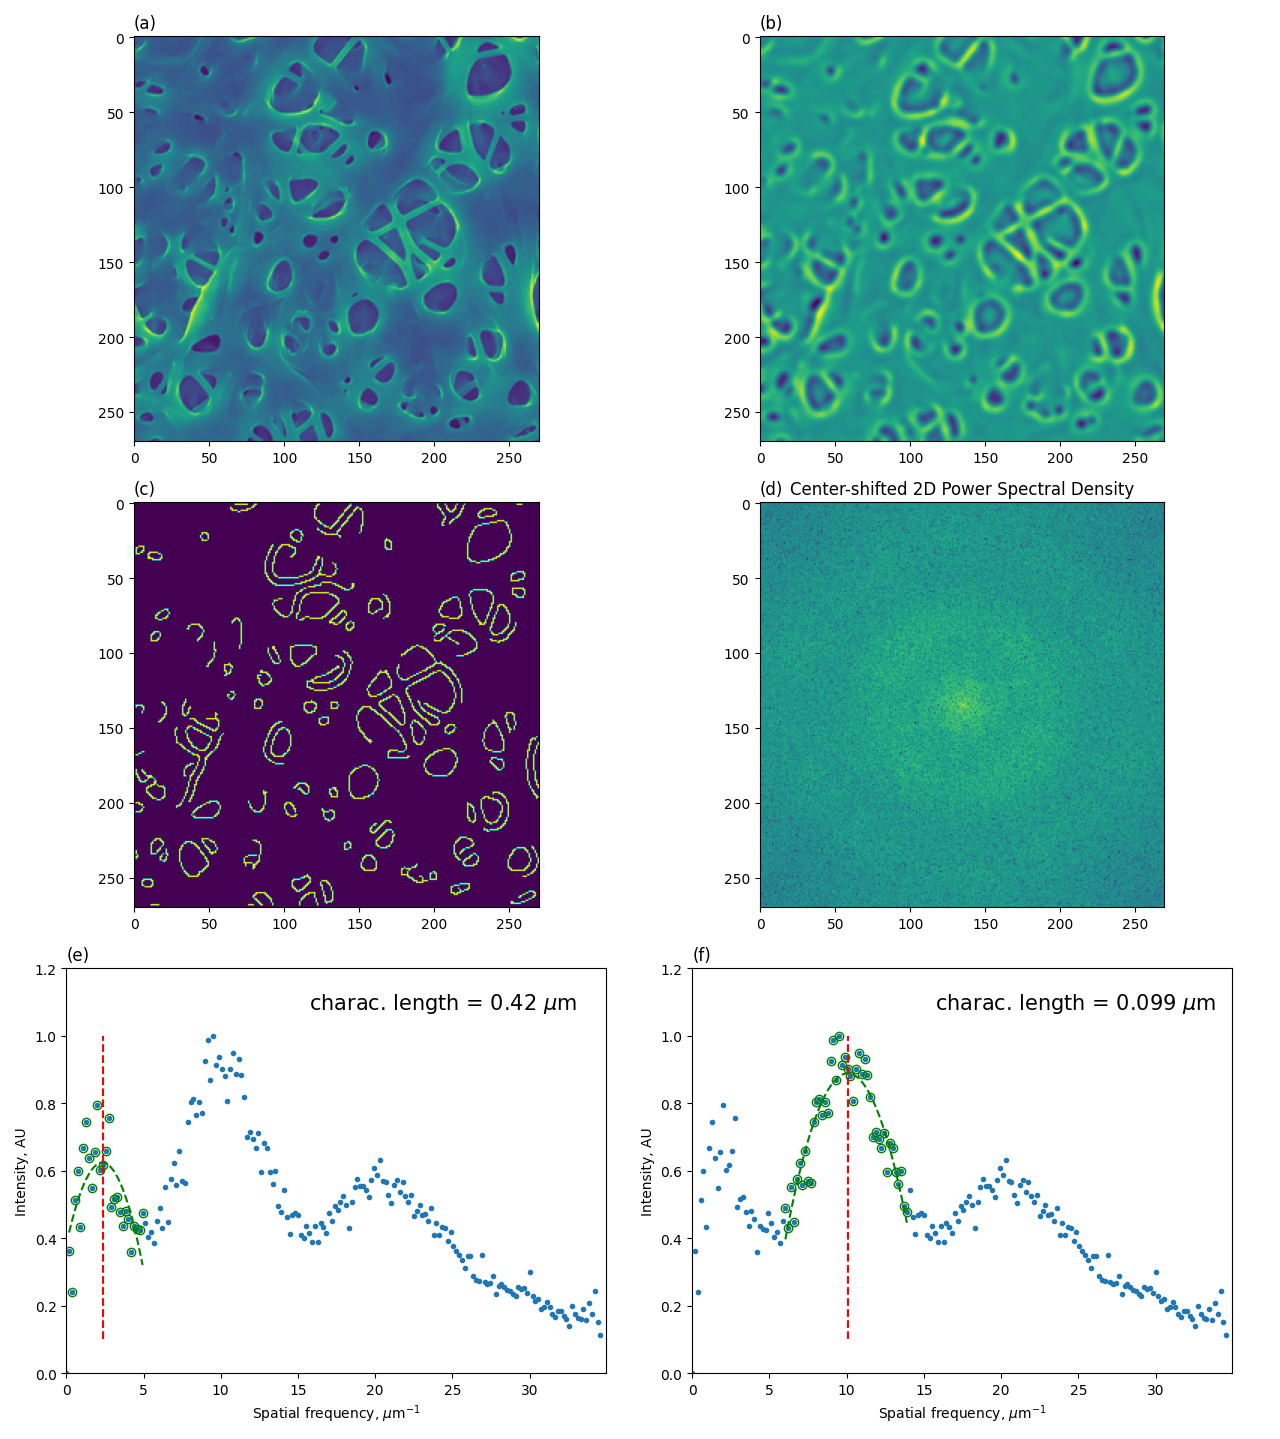 (a)
(b)
0
50
100
150
200
250
0 50 100 150 200 250
0
50
100
150
200
250
0 50 100 150 200 250
(c)
(d) Center-shifted 2D Power Spectral Density
0
50
100
150
200
250
0 50 100 150 200 250
0
50
100
150
200
250
0 50 100 150 200 250
(e)
1.2
1.0
0.8
0.6
0.4
0.2
0.0
Intensity, AU
charac. length = 0.42 μm
0 5 10 15 20 25 30
Spatial frequency, μm⁻¹
(f)
1.2
1.0
0.8
0.6
0.4
0.2
0.0
Intensity, AU
charac. length = 0.099 μm
0 5 10 15 20 25 30
Spatial frequency, μm⁻¹